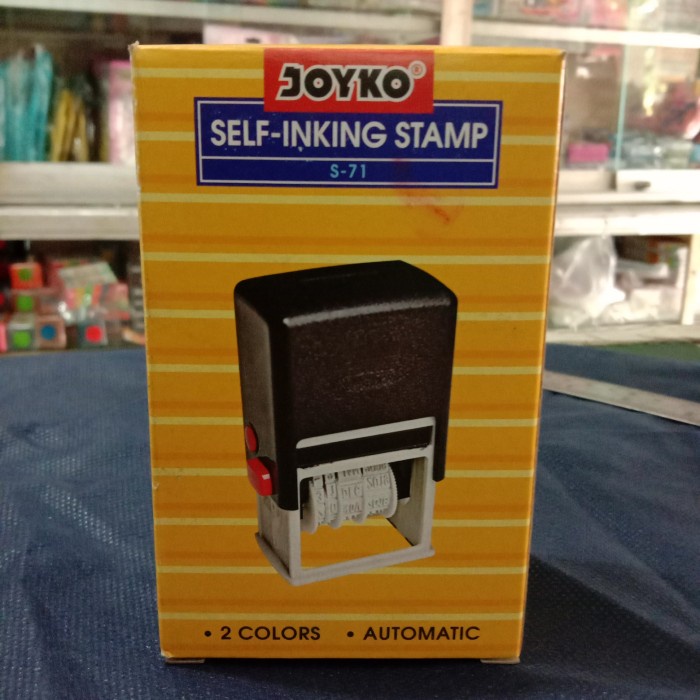 JOYKO®
SELF-INKING STAMP
S-71
• 2 COLORS • AUTOMATIC